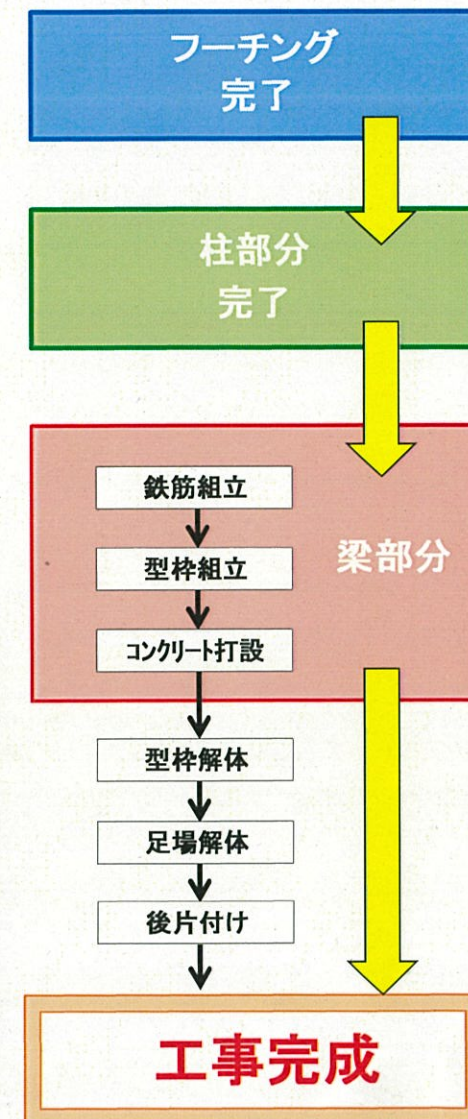 フーチング
完了
柱部分
完了
梁部分
鉄筋組立
型枠組立
コンクリート打設
型枠解体
足場解体
後片付け
工事完成